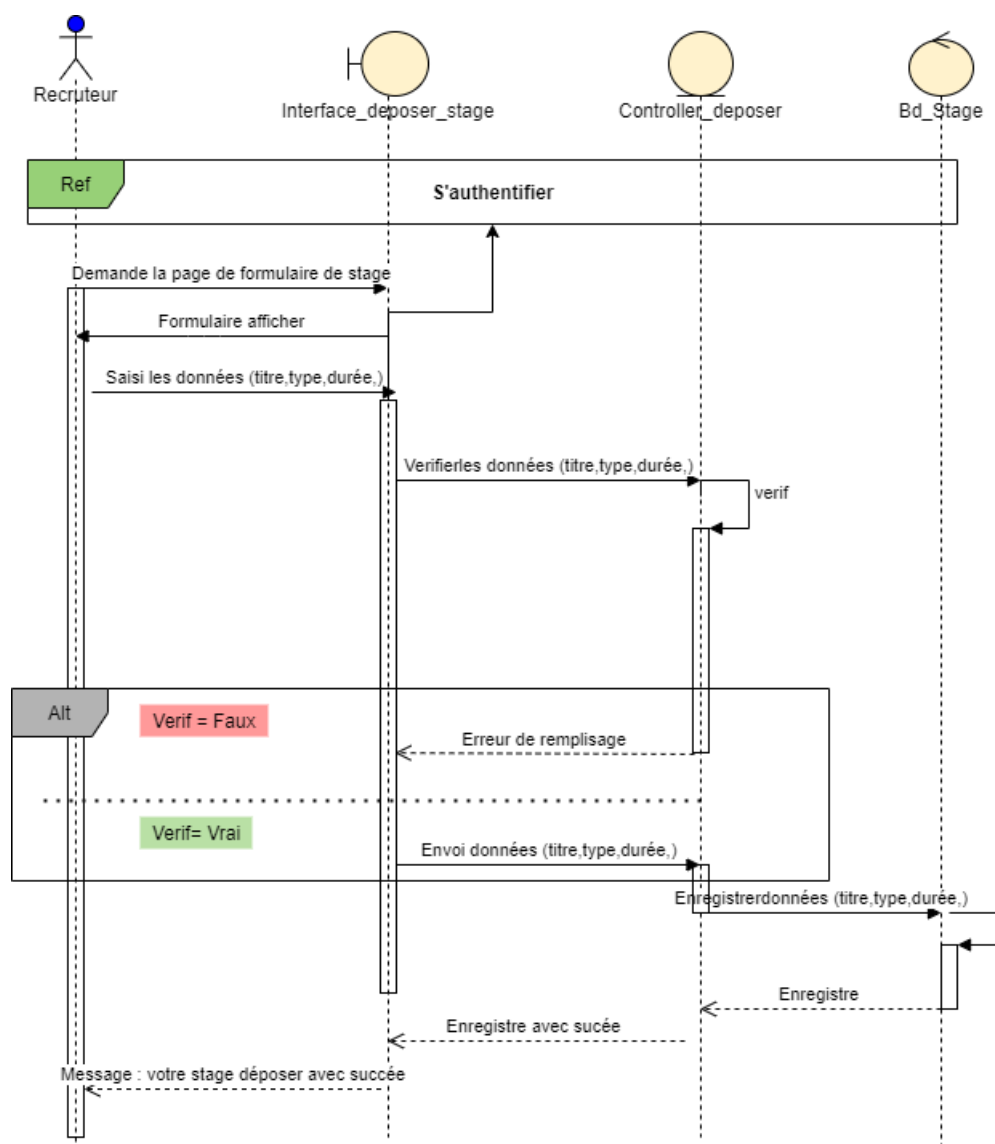 Recruteur
Interface_deposer_stage
Controller_deposer
Bd_Stage
Ref
S'authentifier
Demande la page de formulaire de stage
Formulaire afficher
Saisi les données (titre,type,durée,)
Verifierles données (titre,type,durée,)
verif
Alt
Verif = Faux
Erreur de remplisage
Verif= Vrai
Envoi données (titre,type,durée,)
Enregistrerdonnées (titre,type,durée,)
Enregistre
Enregistre avec sucée
Message : votre stage déposer avec succée